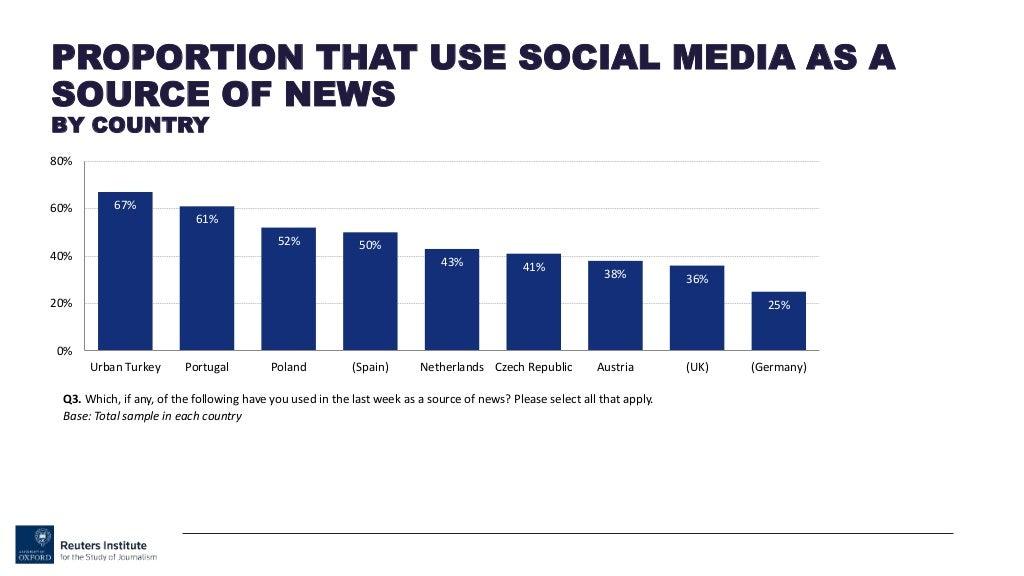 PROPORTION THAT USE SOCIAL MEDIA AS A
SOURCE OF NEWS
BY COUNTRY
80%
60%
40%
20%
0%
67%
61%
52%
50%
43%
41%
38%
36%
25%
Urban Turkey Portugal Poland (Spain) Netherlands Czech Republic Austria (UK) (Germany)
Q3. Which, if any, of the following have you used in the last week as a source of news? Please select all that apply.
Base: Total sample in each country
UNIVERSITY OF
OXFORD
Reuters Institute
for the Study of Journalism